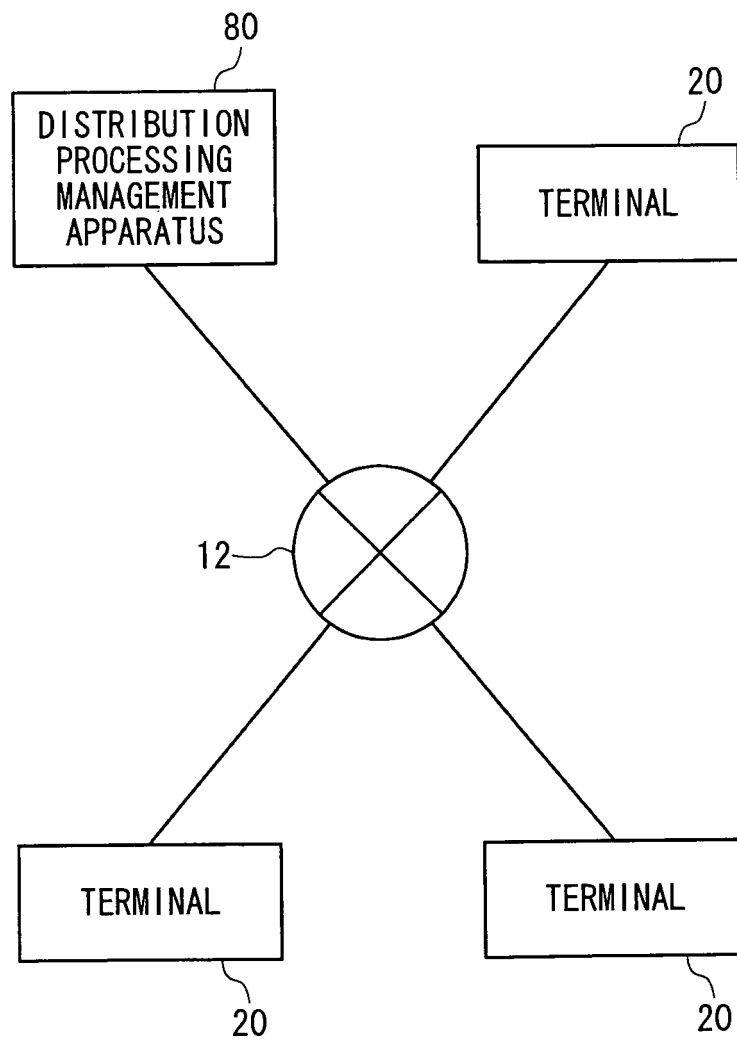 80
DISTRIBUTION
PROCESSING
MANAGEMENT
APPARATUS
20
TERMINAL
12
TERMINAL
20
TERMINAL
20